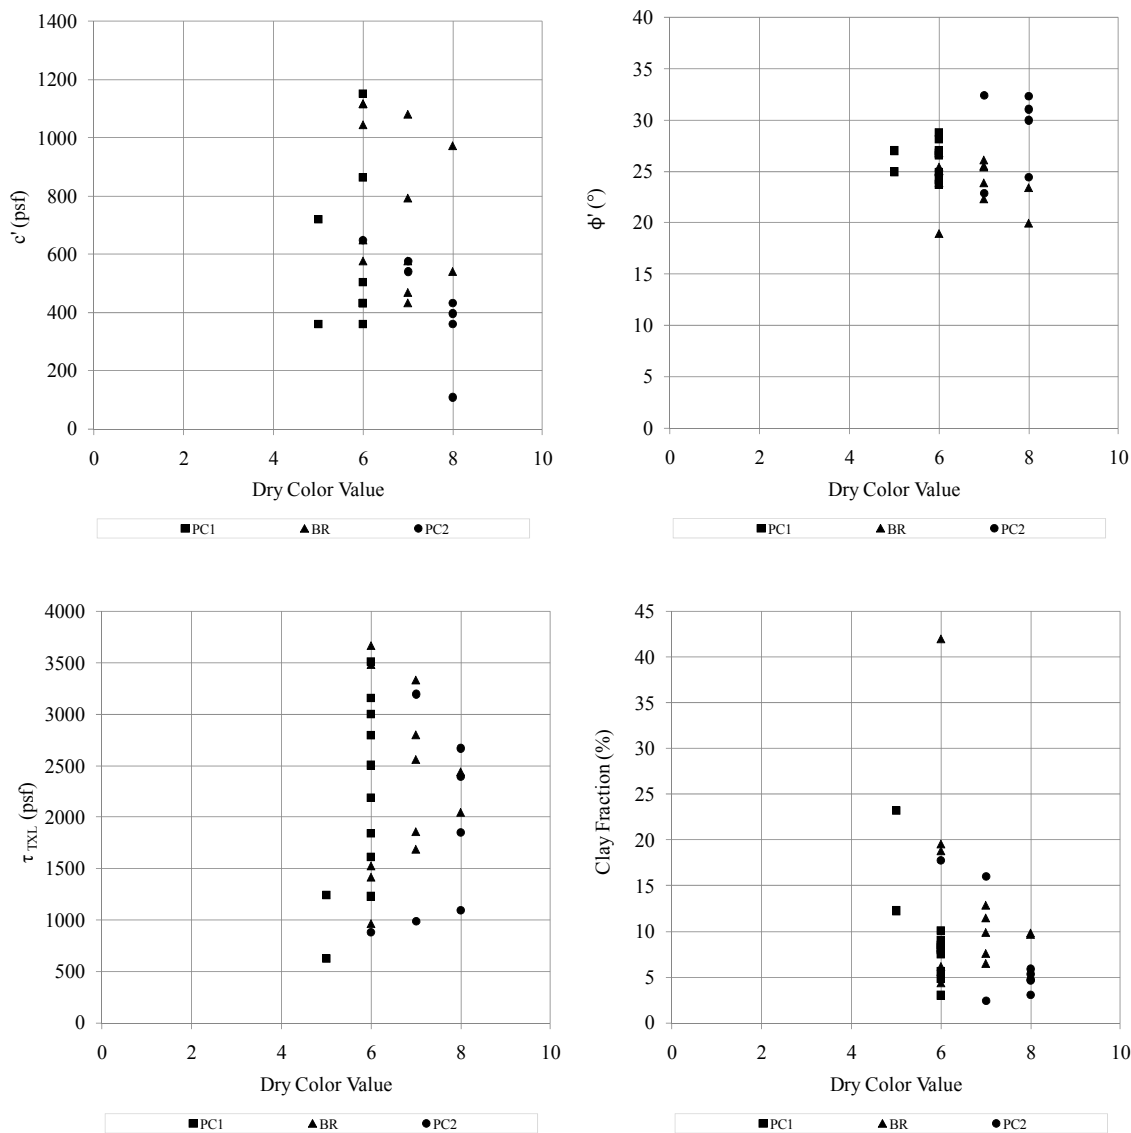 1400
1200
1000
800
600
400
200
0
c' (psf)
0 2 4 6 8 10
Dry Color Value
PC1 BR PC2
40
35
30
25
20
15
10
5
0
ϕ' (°)
0 2 4 6 8 10
Dry Color Value
PC1 BR PC2
4000
3500
3000
2500
2000
1500
1000
500
0
τ TXL (psf)
0 2 4 6 8 10
Dry Color Value
PC1 BR PC2
45
40
35
30
25
20
15
10
5
0
Clay Fraction (%)
0 2 4 6 8 10
Dry Color Value
PC1 BR PC2